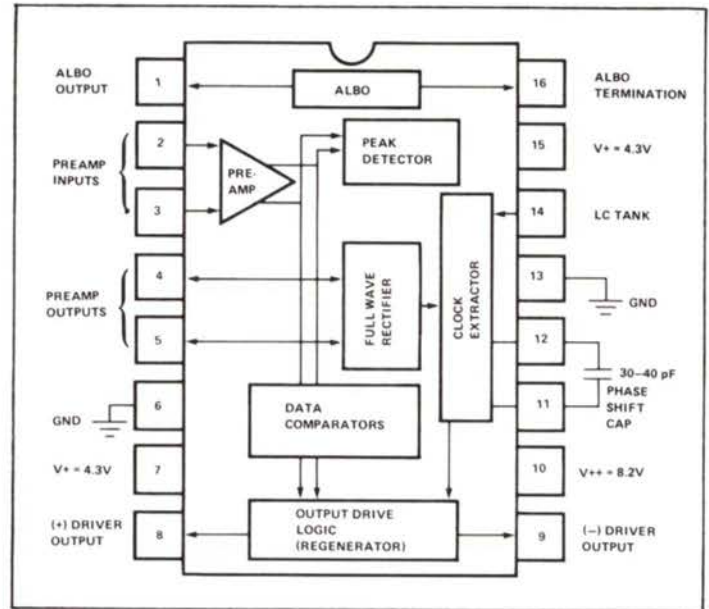 ALBO
OUTPUT
1
ALBO
16
ALBO
TERMINATION
2
PREAMP
INPUTS
3
PRE-
AMP
PEAK
DETECTOR
15
V+ = 4.3V
14
LC TANK
4
PREAMP
OUTPUTS
5
FULL WAVE
RECTIFIER
CLOCK
EXTRACTOR
13
GND
12
30–40 pF
PHASE
SHIFT
CAP
11
6
GND
DATA
COMPARATORS
7
V+ = 4.3V
10
V++ = 8.2V
(+) DRIVER
OUTPUT
8
OUTPUT DRIVE
LOGIC
(REGENERATOR)
9
(−) DRIVER
OUTPUT